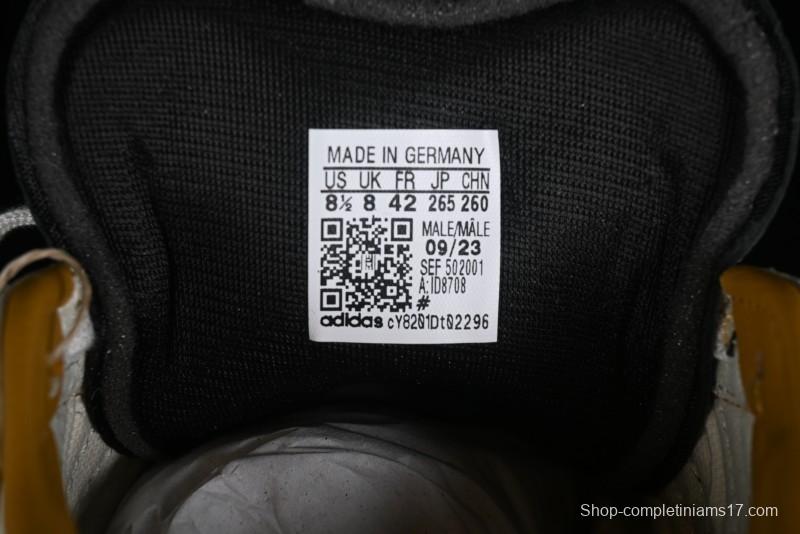 MADE IN GERMANY
US UK FR JP CHN
8½ 8 42 265 260
MALE/MÂLE
09/23
SEF 502001
A: ID8708
#
adidas cY8201Dt02296
Shop-completiniams17.com